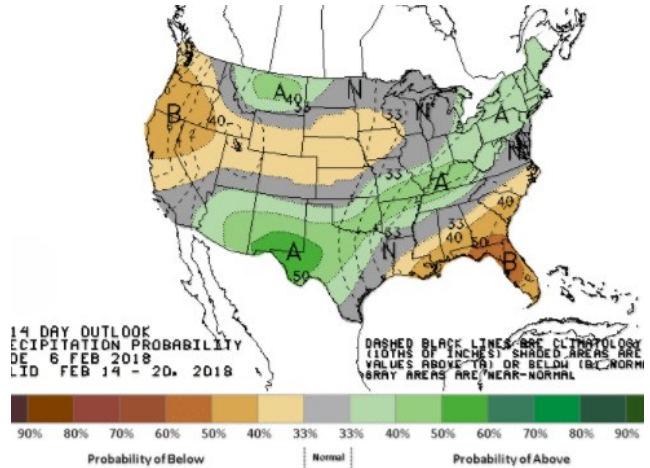 A
40
33
N
N
B
40
33
A
N
33
A
40
33
N
40
50
A
B
50
14 DAY OUTLOOK
ECIPITATION PROBABILITY
DE 6 FEB 2018
LID FEB 14 - 20, 2018
DASHED BLACK LINES ARE CLIMATOLOGY
(10THS OF INCHES) SHADED AREAS ARE
VALUES ABOVE (A) OR BELOW (B) NORM
GRAY AREAS ARE NEAR-NORMAL
90% 80% 70% 60% 50% 40% 33% 33% 40% 50% 60% 70% 80% 90%
Probability of Below Normal Probability of Above